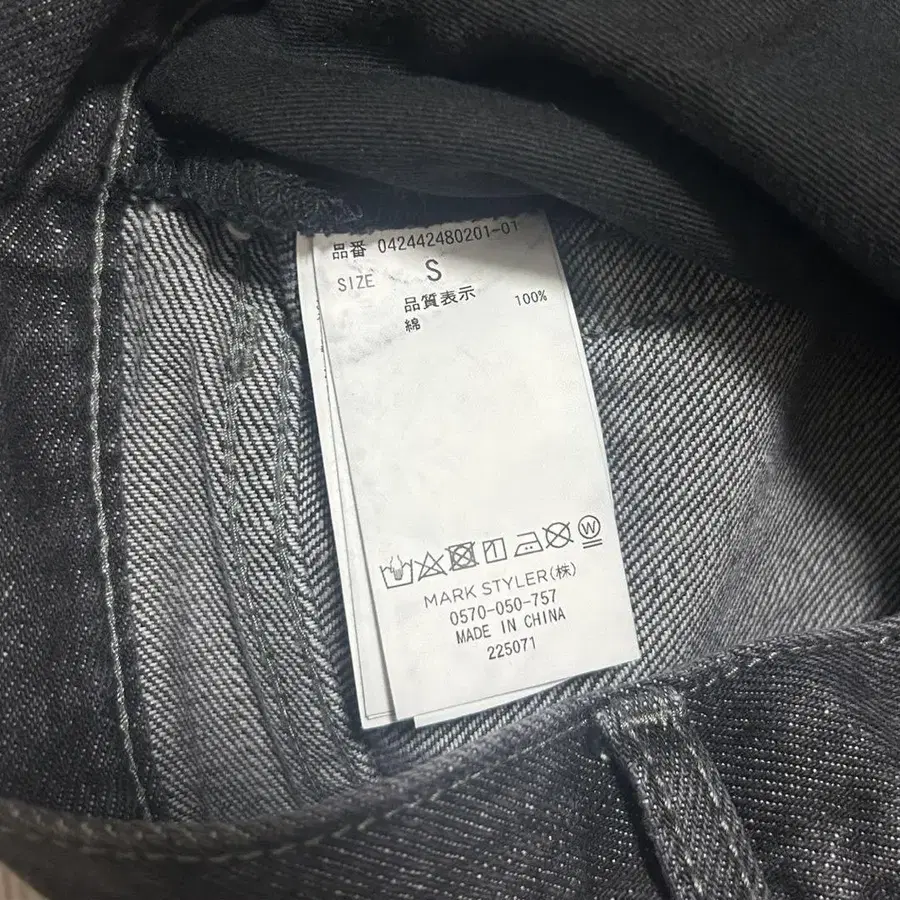 品番 042442480201-01
SIZE S
品質表示
綿 100%
W
MARK STYLER(株)
0570-050-757
MADE IN CHINA
225071